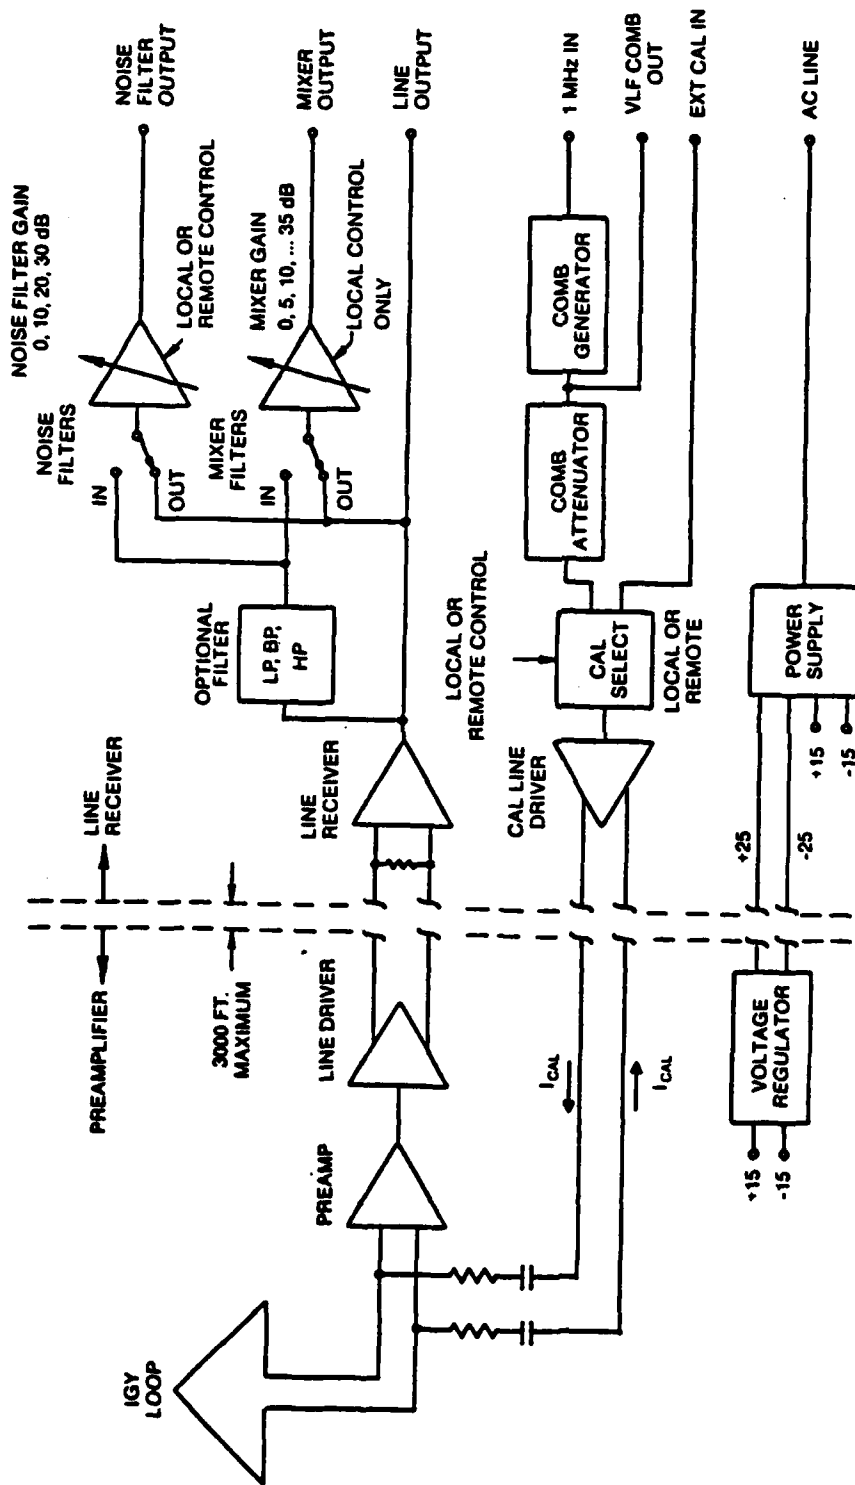 PREAMPLIFIER
LINE
RECEIVER
3000 FT.
MAXIMUM
IGY
LOOP
PREAMP
LINE DRIVER
LINE
RECEIVER
OPTIONAL
FILTER
LP, BP,
HP
NOISE
FILTERS
IN
OUT
NOISE FILTER GAIN
0, 10, 20, 30 dB
LOCAL OR
REMOTE CONTROL
NOISE
FILTER
OUTPUT
MIXER
FILTERS
IN
OUT
MIXER GAIN
0, 5, 10, ... 35 dB
LOCAL CONTROL
ONLY
MIXER
OUTPUT
LINE
OUTPUT
I CAL
I CAL
CAL LINE
DRIVER
LOCAL OR
REMOTE CONTROL
CAL
SELECT
LOCAL OR
REMOTE
COMB
ATTENUATOR
COMB
GENERATOR
1 MHz IN
VLF COMB
OUT
EXT CAL IN
+15
-15
VOLTAGE
REGULATOR
+25
-25
POWER
SUPPLY
+15
-15
AC LINE